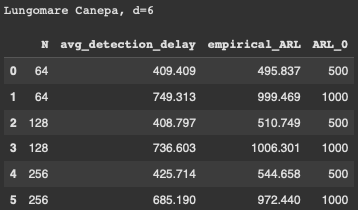 Lungomare Canepa, d=6
N avg_detection_delay empirical_ARL ARL_0
0 64 409.409 495.837 500
1 64 749.313 999.469 1000
2 128 408.797 510.749 500
3 128 736.603 1006.301 1000
4 256 425.714 544.658 500
5 256 685.190 972.440 1000